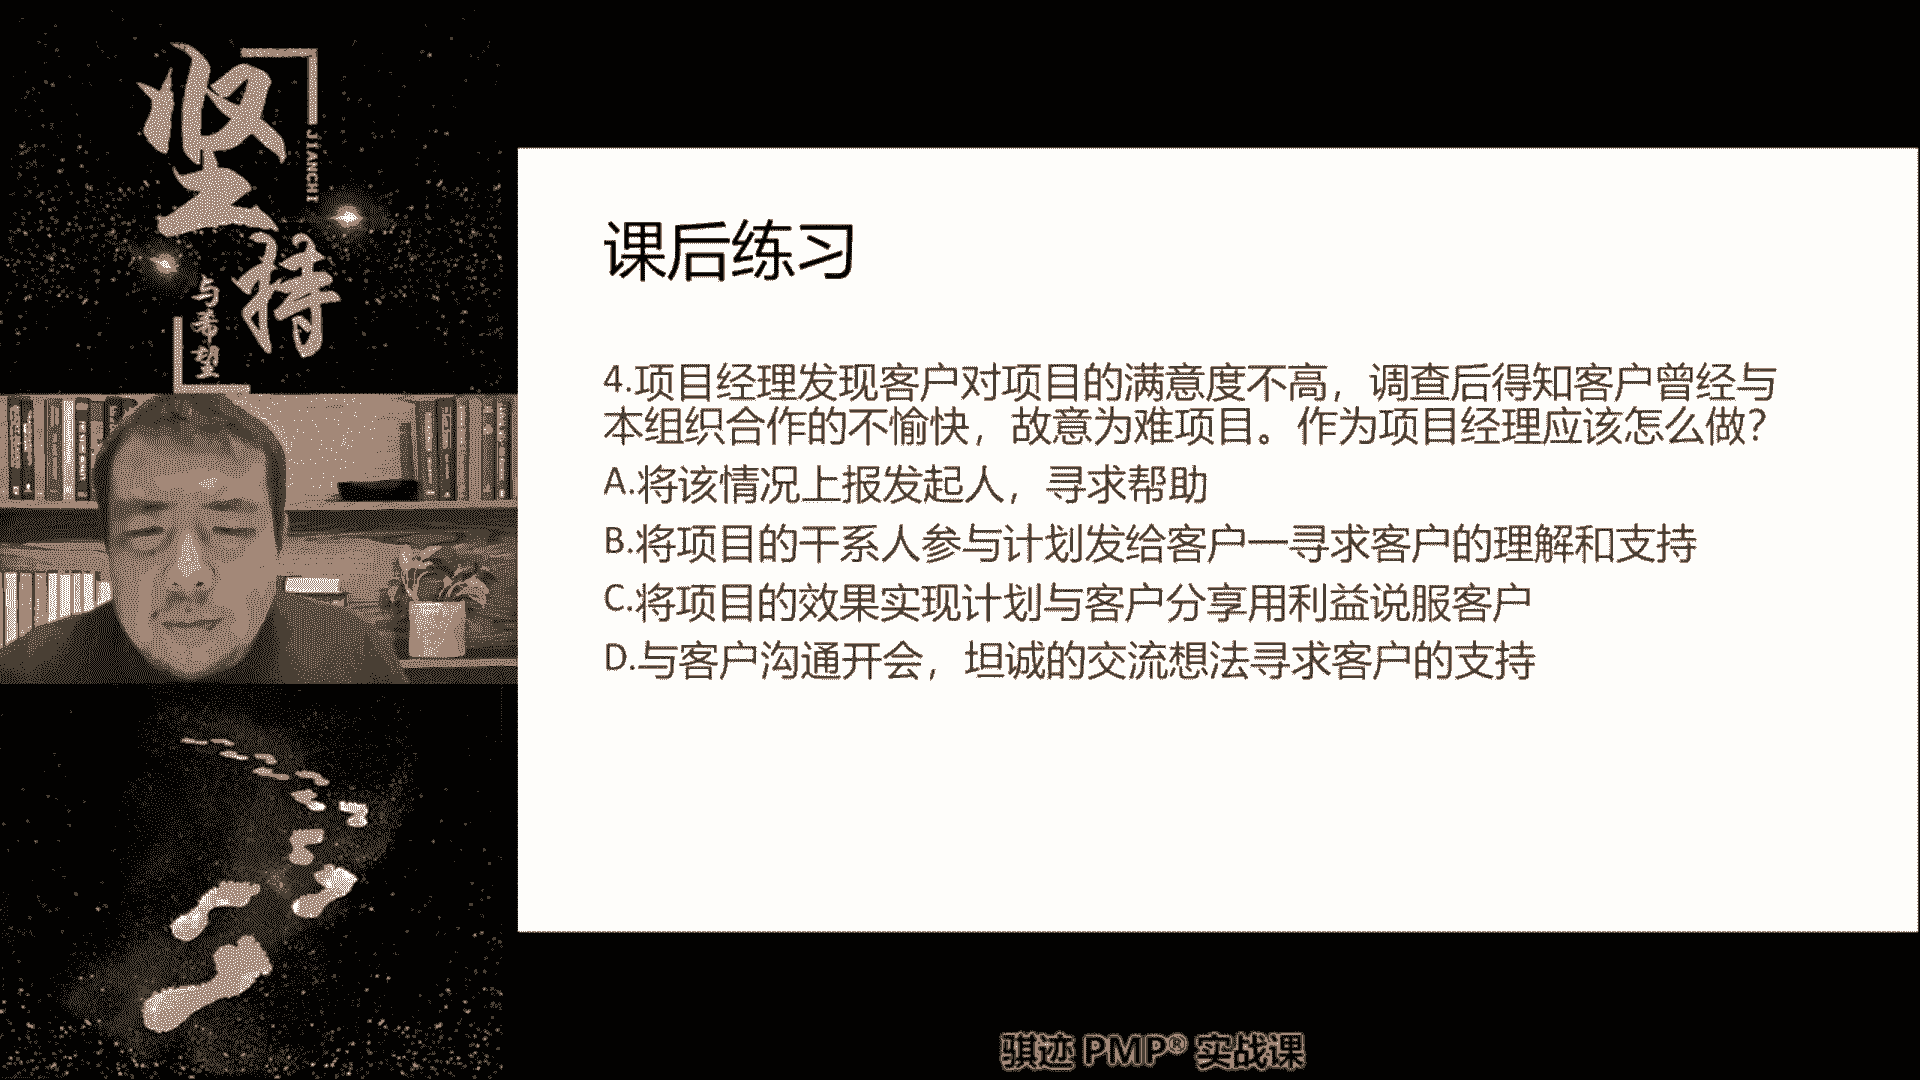 坚持
JIANCHI
与希望
课后练习
4.项目经理发现客户对项目的满意度不高，调查后得知客户曾经与
本组织合作的不愉快，故意为难项目。作为项目经理应该怎么做？
A.将该情况上报发起人，寻求帮助
B.将项目的干系人参与计划发给客户一寻求客户的理解和支持
C.将项目的效果实现计划与客户分享用利益说服客户
D.与客户沟通开会，坦诚的交流想法寻求客户的支持
骐迹 PMP® 实战课